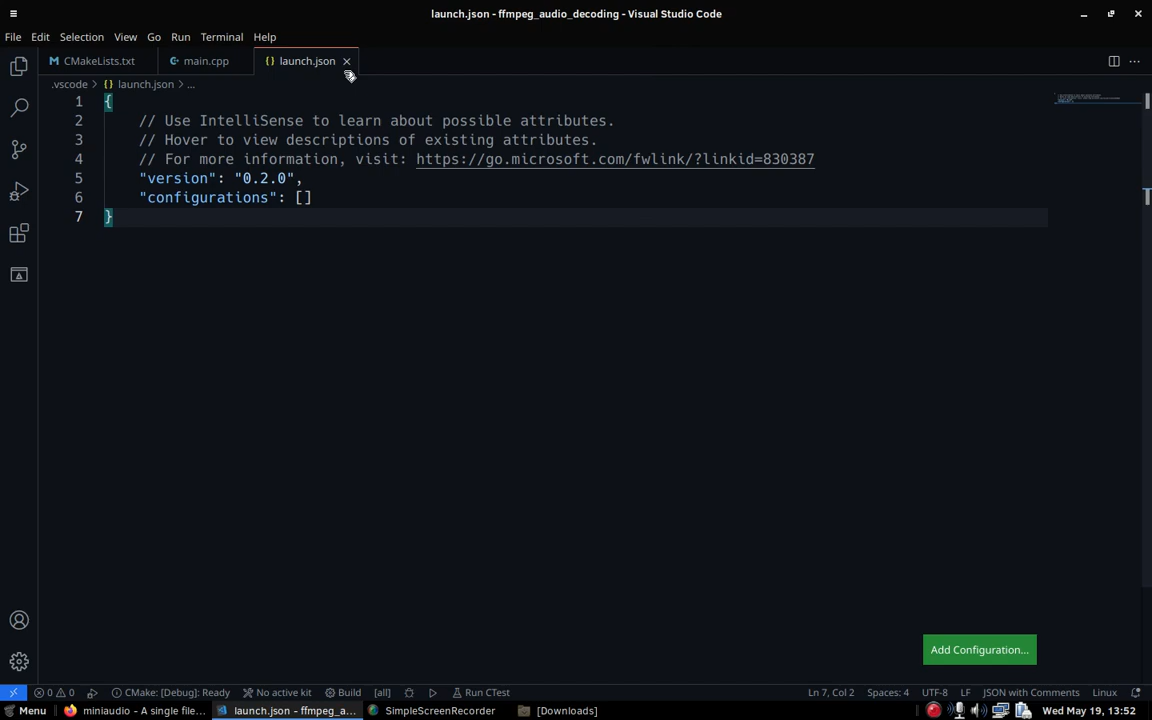 launch.json - ffmpeg_audio_decoding - Visual Studio Code
File Edit Selection View Go Run Terminal Help
CMakeLists.txt main.cpp {} launch.json
.vscode > {} launch.json > ...
1 {
2 // Use IntelliSense to learn about possible attributes.
3 // Hover to view descriptions of existing attributes.
4 // For more information, visit: https://go.microsoft.com/fwlink/?linkid=830387
5 "version": "0.2.0",
6 "configurations": []
7 }
Add Configuration...
0 0 CMake: [Debug]: Ready No active kit Build [all] Run CTest Ln 7, Col 2 Spaces: 4 UTF-8 LF JSON with Comments Linux
Menu miniaudio - A single file... launch.json - ffmpeg_a... SimpleScreenRecorder [Downloads] Wed May 19, 13:52